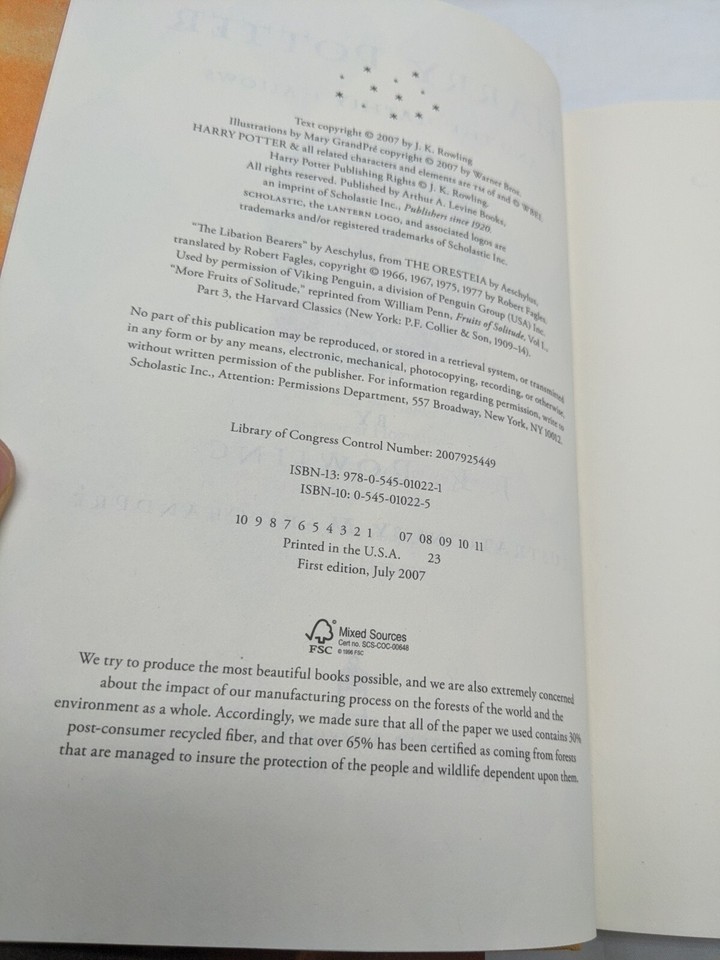 Text copyright © 2007 by J. K. Rowling
Illustrations by Mary GrandPré copyright © 2007 by Warner Bros.
HARRY POTTER & all related characters and elements are TM of and © WBEI.
Harry Potter Publishing Rights © J. K. Rowling.
All rights reserved. Published by Arthur A. Levine Books,
an imprint of Scholastic Inc., Publishers since 1920.
SCHOLASTIC, the LANTERN LOGO, and associated logos are
trademarks and/or registered trademarks of Scholastic Inc.
"The Libation Bearers" by Aeschylus, from THE ORESTEIA by Aeschylus,
translated by Robert Fagles, copyright © 1966, 1967, 1975, 1977 by Robert Fagles.
Used by permission of Viking Penguin, a division of Penguin Group (USA) Inc.
"More Fruits of Solitude," reprinted from William Penn, Fruits of Solitude, Vol I.,
Part 3, the Harvard Classics (New York: P.F. Collier & Son, 1909–14).
No part of this publication may be reproduced, or stored in a retrieval system, or transmitted
in any form or by any means, electronic, mechanical, photocopying, recording, or otherwise,
without written permission of the publisher. For information regarding permission, write to
Scholastic Inc., Attention: Permissions Department, 557 Broadway, New York, NY 10012.
Library of Congress Control Number: 2007925449
ISBN-13: 978-0-545-01022-1
ISBN-10: 0-545-01022-5
10 9 8 7 6 5 4 3 2 1 07 08 09 10 11
Printed in the U.S.A. 23
First edition, July 2007
Mixed Sources
Cert no. SCS-COC-00648
© 1996 FSC
FSC
We try to produce the most beautiful books possible, and we are also extremely concerned
about the impact of our manufacturing process on the forests of the world and the
environment as a whole. Accordingly, we made sure that all of the paper we used contains 30%
post-consumer recycled fiber, and that over 65% has been certified as coming from forests
that are managed to insure the protection of the people and wildlife dependent upon them.